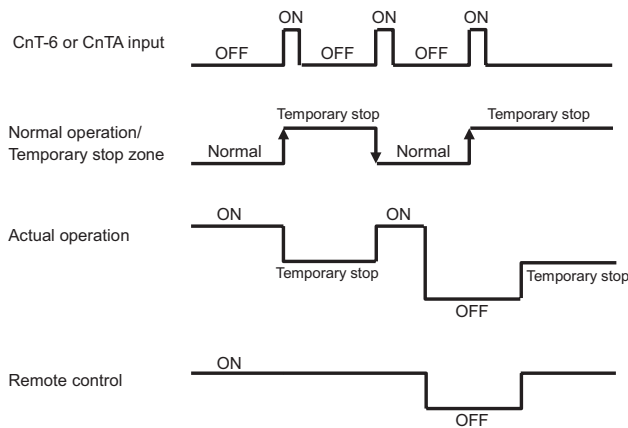 ON ON ON
CnT-6 or CnTA input
OFF OFF OFF
Temporary stop Temporary stop
Normal operation/
Temporary stop zone
Normal Normal
ON ON
Actual operation
Temporary stop Temporary stop
OFF
ON
Remote control
OFF